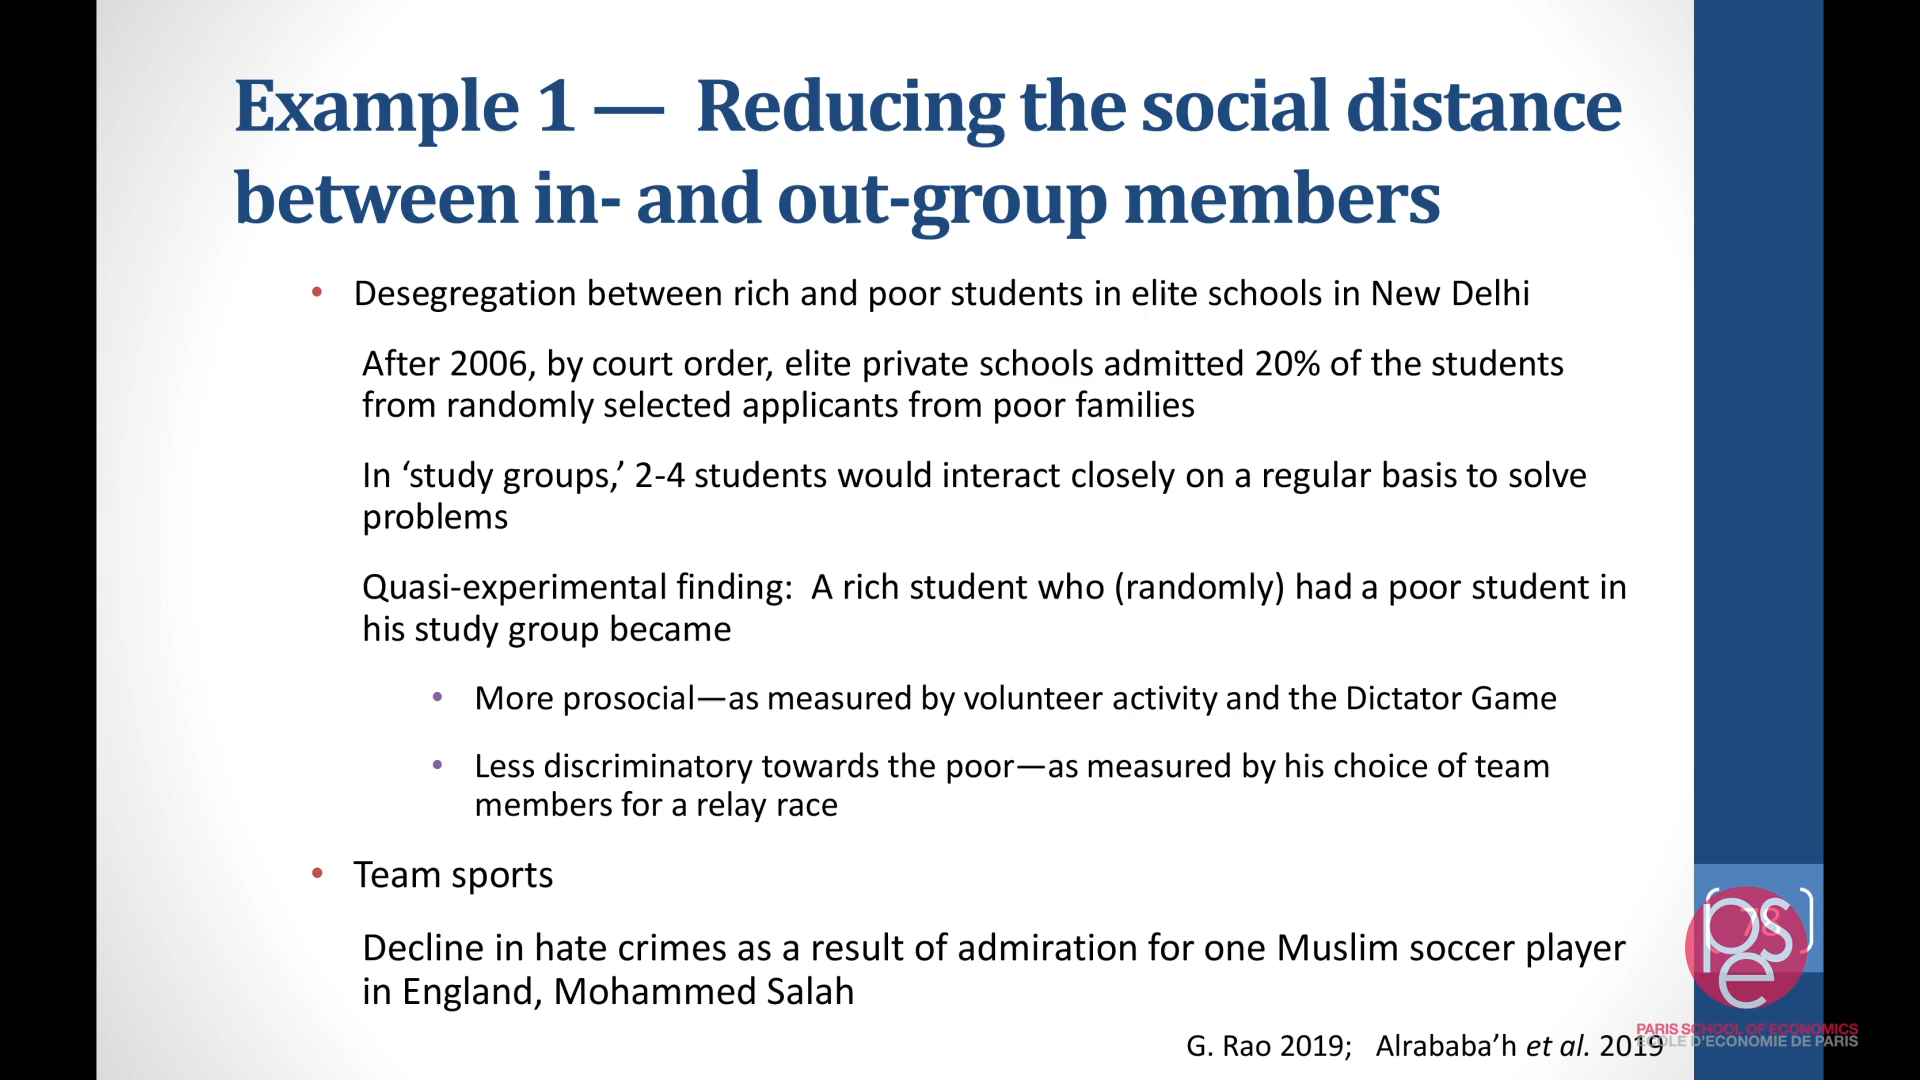 Example 1 — Reducing the social distance
between in- and out-group members
• Desegregation between rich and poor students in elite schools in New Delhi
After 2006, by court order, elite private schools admitted 20% of the students
from randomly selected applicants from poor families
In ‘study groups,’ 2-4 students would interact closely on a regular basis to solve
problems
Quasi-experimental finding: A rich student who (randomly) had a poor student in
his study group became
• More prosocial—as measured by volunteer activity and the Dictator Game
• Less discriminatory towards the poor—as measured by his choice of team
members for a relay race
• Team sports
Decline in hate crimes as a result of admiration for one Muslim soccer player
in England, Mohammed Salah
G. Rao 2019; Alrababa’h et al. 2019
78
pse
PARIS SCHOOL OF ECONOMICS
ECOLE D'ECONOMIE DE PARIS